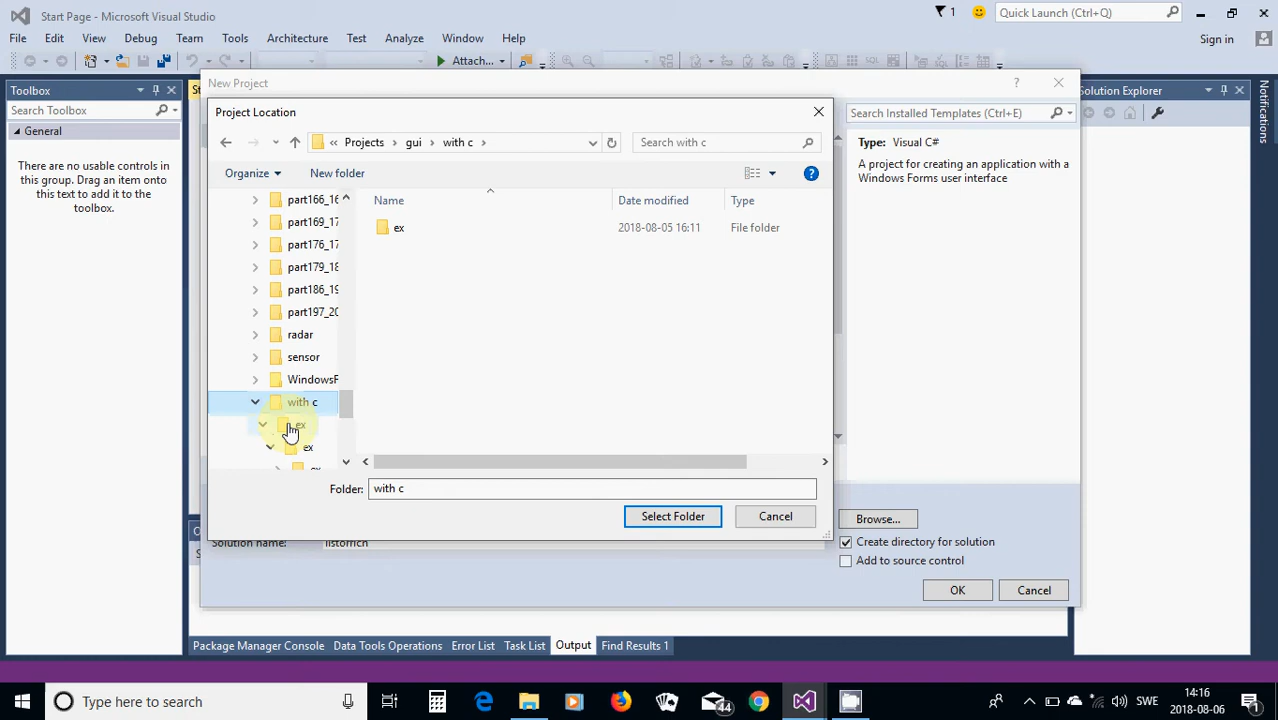 Start Page - Microsoft Visual Studio
1
Quick Launch (Ctrl+Q)
File Edit View Debug Team Tools Architecture Test Analyze Window Help
Sign in
Attach...
Toolbox
Search Toolbox
General
There are no usable controls in
this group. Drag an item onto
this text to add it to the
toolbox.
New Project
?
Project Location
Projects gui with c
Search with c
Organize
New folder
part166_16
part169_17
part176_17
part179_18
part186_19
part197_20
radar
sensor
WindowsF
with c
ex
ex
ex
Name Date modified Type
ex 2018-08-05 16:11 File folder
Folder: with c
Select Folder Cancel
Search Installed Templates (Ctrl+E)
Type: Visual C#
A project for creating an application with a
Windows Forms user interface
Browse...
Solution name: listorrich
Create directory for solution
Add to source control
OK Cancel
Solution Explorer
Notifications
Package Manager Console Data Tools Operations Error List Task List Output Find Results 1
Type here to search
44
SWE
14:16
2018-08-06
1